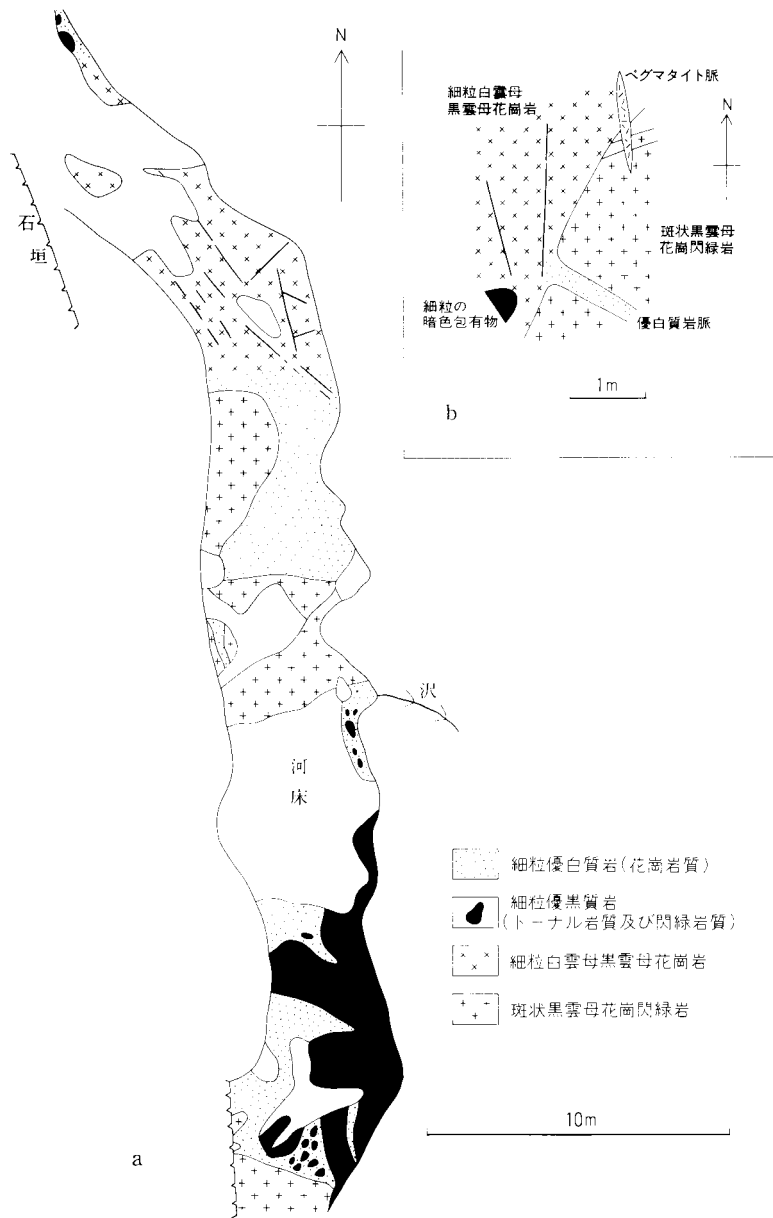 N
石垣
河床
沢
a
細粒優白質岩(花崗岩質)
細粒優黒質岩
(トーナル岩質及び閃緑岩質)
細粒白雲母黒雲母花崗岩
斑状黒雲母花崗閃緑岩
10m
細粒白雲母
黒雲母花崗岩
ペグマタイト脈
N
斑状黒雲母
花崗閃緑岩
細粒の
暗色包有物
優白質岩脈
1m
b